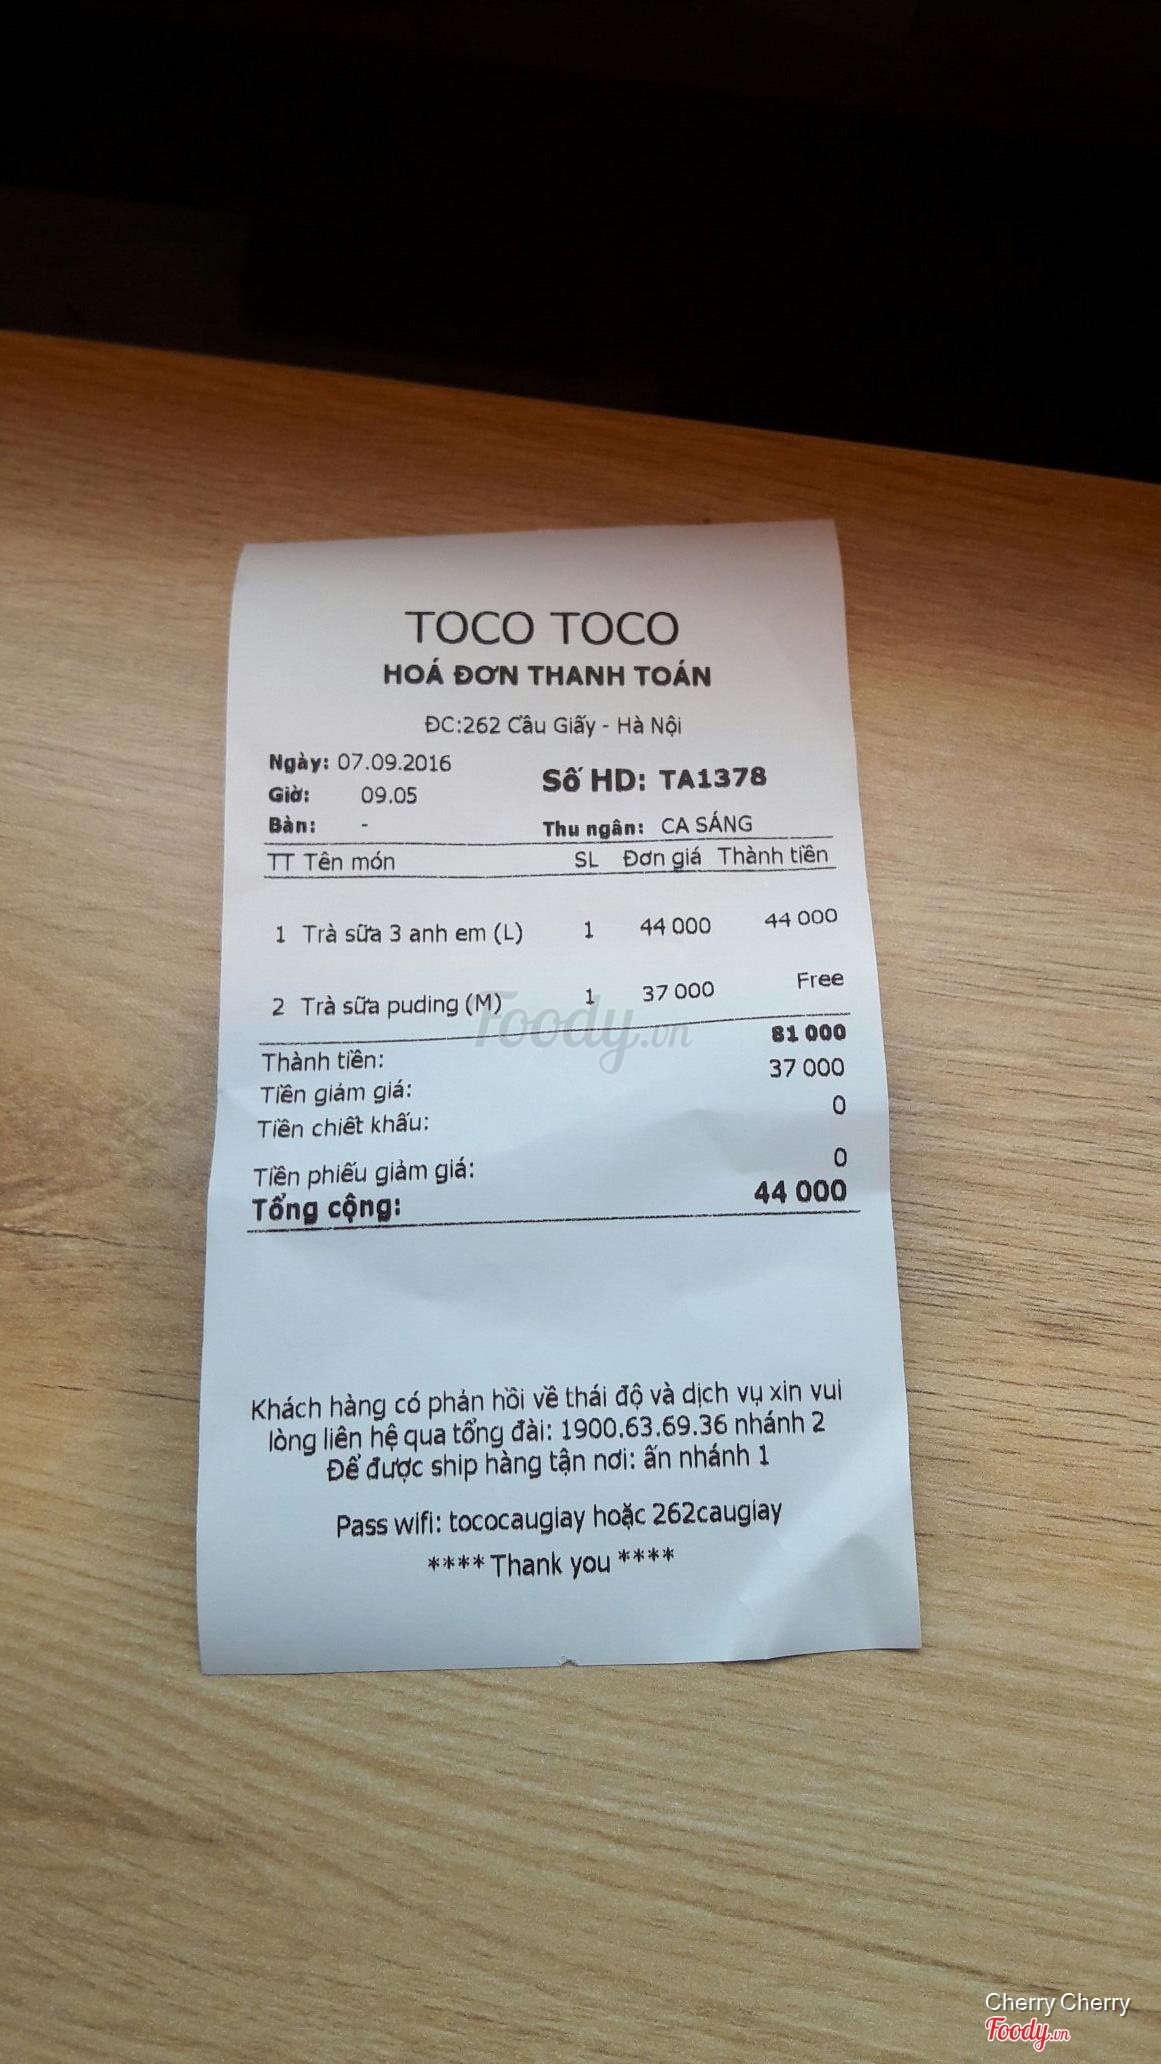 TOCO TOCO
HOÁ ĐƠN THANH TOÁN
ĐC:262 Cầu Giấy - Hà Nội
Ngày: 07.09.2016
Số HD: TA1378
Giờ: 09.05
Bàn: -
Thu ngân: CA SÁNG
TT Tên món SL Đơn giá Thành tiền
1 Trà sữa 3 anh em (L) 1 44 000 44 000
2 Trà sữa puding (M) 1 37 000 Free
Thành tiền: 81 000
Tiền giảm giá: 37 000
Tiền chiết khấu: 0
Tiền phiếu giảm giá: 0
Tổng cộng: 44 000
Foody.vn
Khách hàng có phản hồi về thái độ và dịch vụ xin vui
lòng liên hệ qua tổng đài: 1900.63.69.36 nhánh 2
Để được ship hàng tận nơi: ấn nhánh 1
Pass wifi: tococaugiay hoặc 262caugiay
**** Thank you ****
Cherry Cherry
Foody.vn